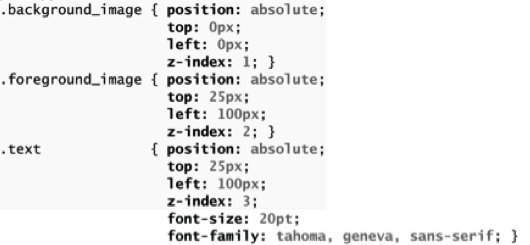 .background_image { position: absolute;
top: 0px;
left: 0px;
z-index: 1; }
.foreground_image { position: absolute;
top: 25px;
left: 100px;
z-index: 2; }
.text { position: absolute;
top: 25px;
left: 100px;
z-index: 3;
font-size: 20pt;
font-family: tahoma, geneva, sans-serif; }